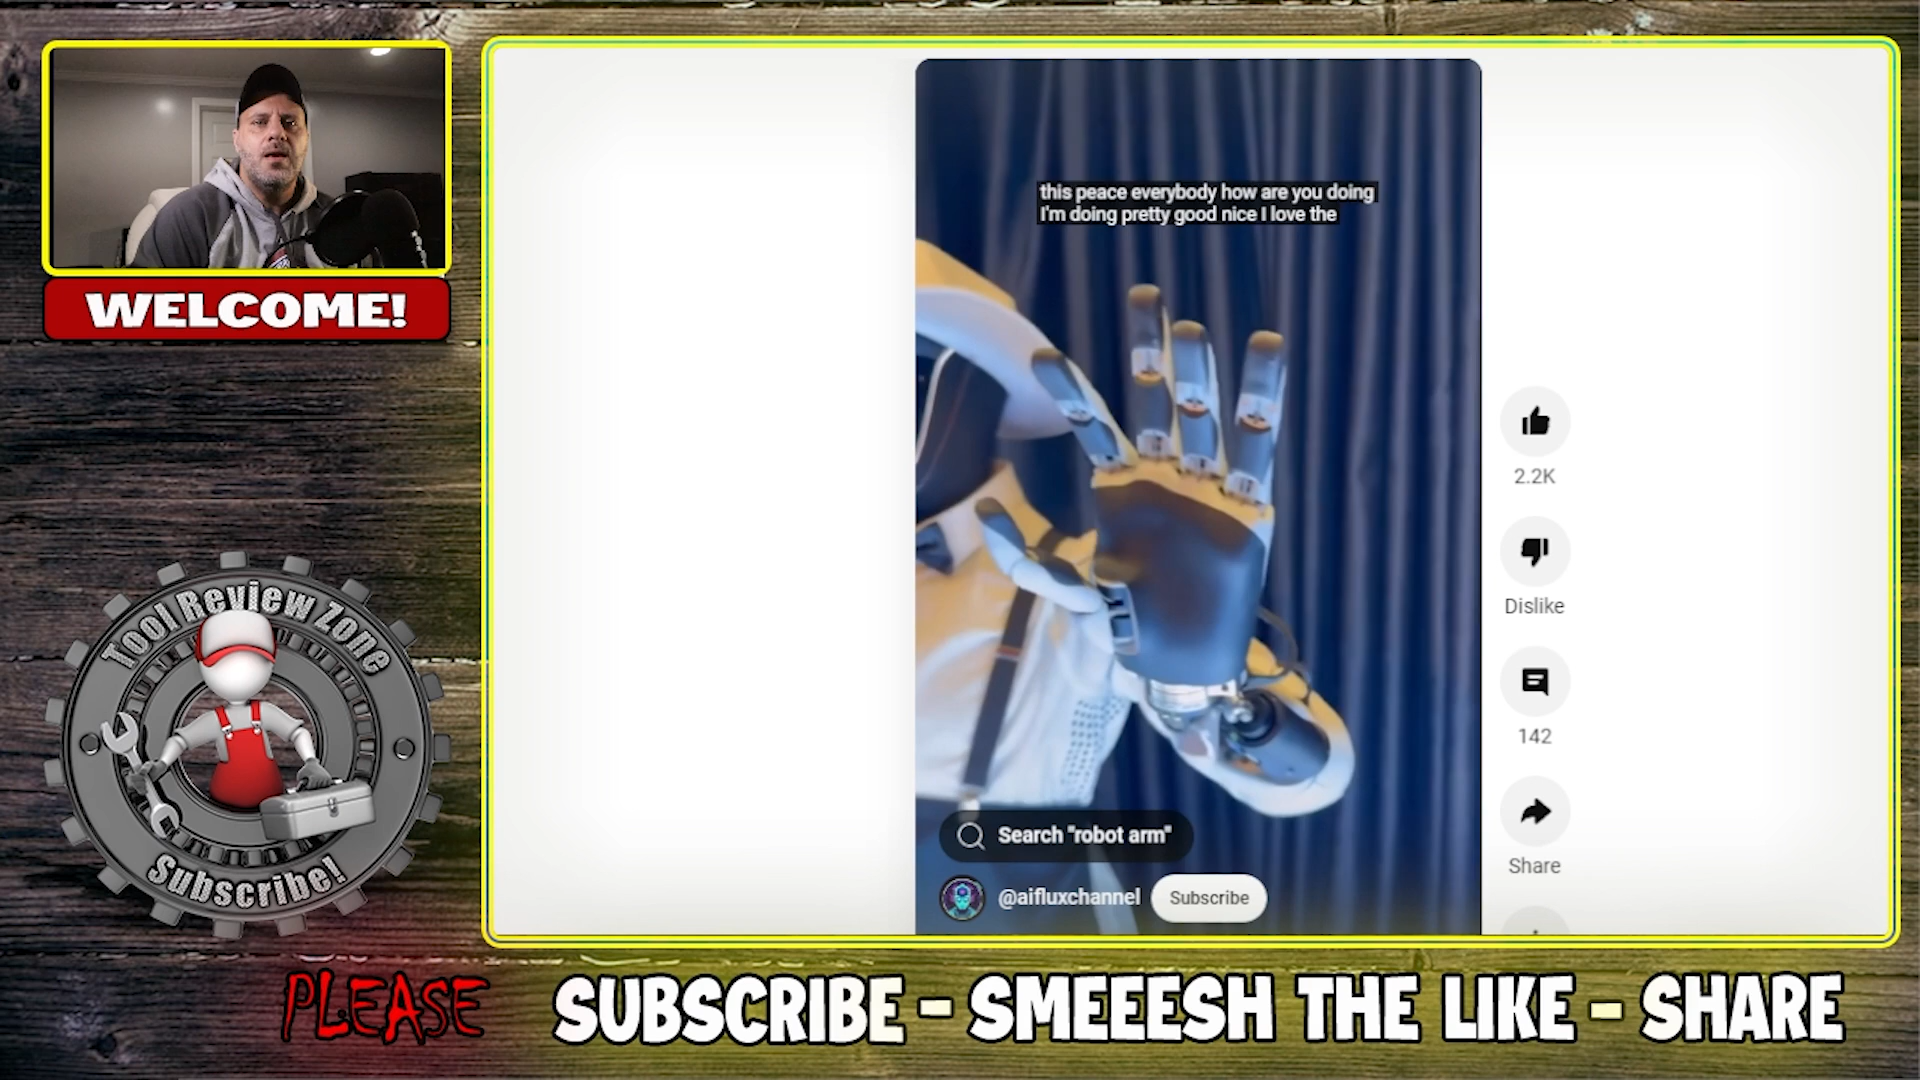 WELCOME!
Tool Review Zone
Subscribe!
this peace everybody how are you doing
I'm doing pretty good nice I love the
2.2K
Dislike
142
Share
Search "robot arm"
@aifluxchannel
Subscribe
PLEASE
SUBSCRIBE - SMEEESH THE LIKE - SHARE